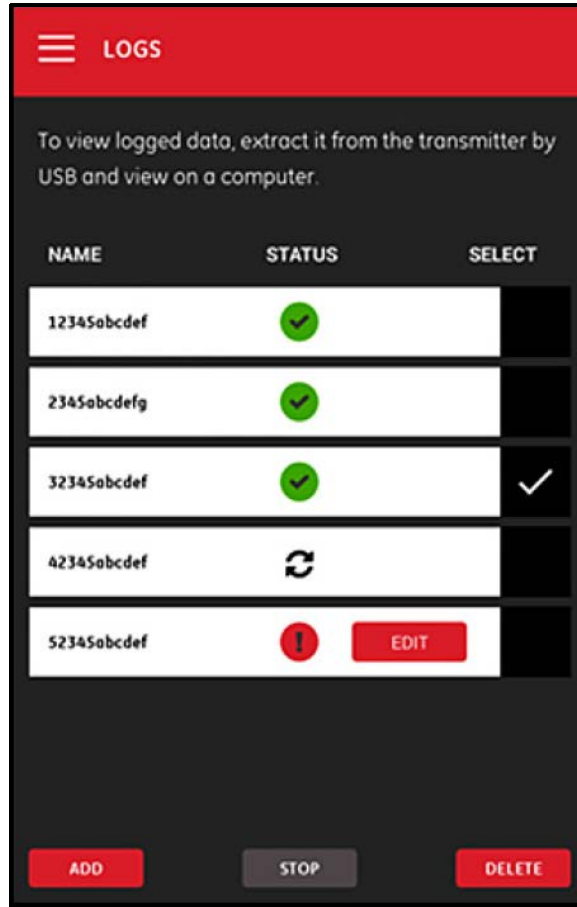 LOGS
To view logged data, extract it from the transmitter by
USB and view on a computer.
NAME STATUS SELECT
12345abcdef
2345abcdefg
32345abcdef
42345abcdef
52345abcdef ! EDIT
ADD STOP DELETE